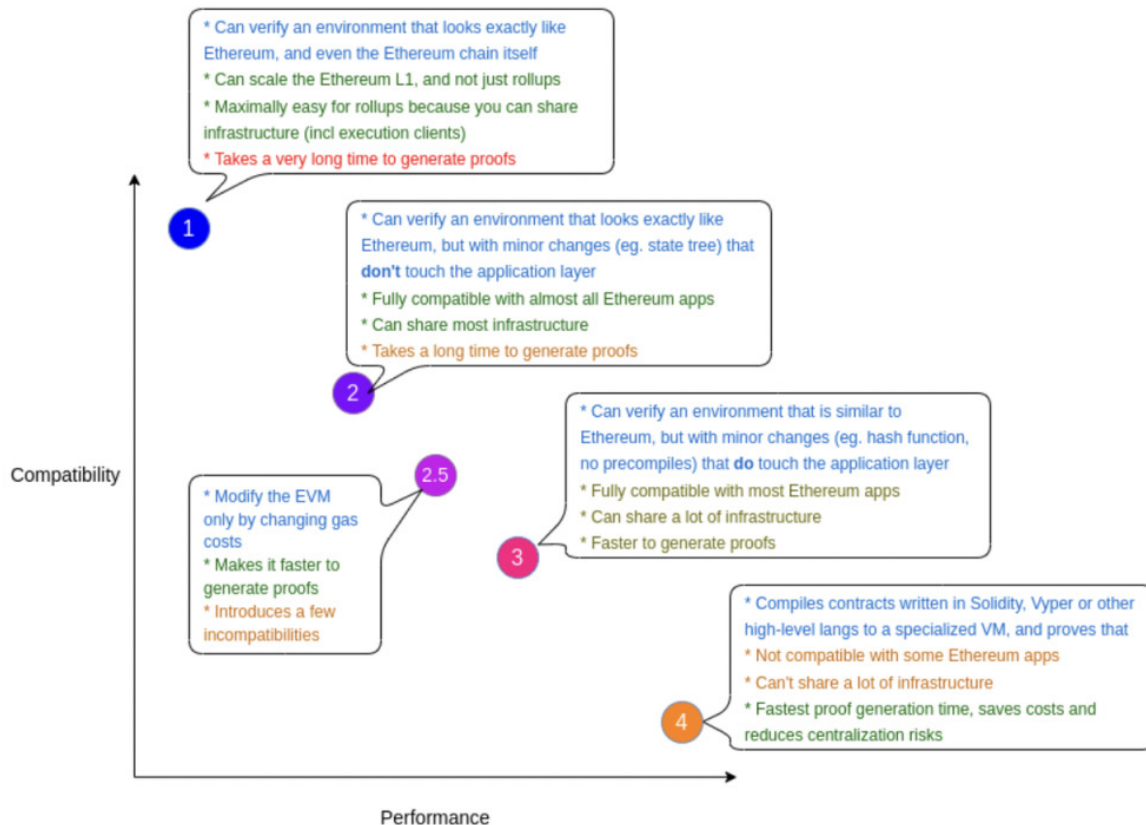 * Can verify an environment that looks exactly like
Ethereum, and even the Ethereum chain itself
* Can scale the Ethereum L1, and not just rollups
* Maximally easy for rollups because you can share
infrastructure (incl execution clients)
* Takes a very long time to generate proofs
1
* Can verify an environment that looks exactly like
Ethereum, but with minor changes (eg. state tree) that
don't touch the application layer
* Fully compatible with almost all Ethereum apps
* Can share most infrastructure
* Takes a long time to generate proofs
2
* Can verify an environment that is similar to
Ethereum, but with minor changes (eg. hash function,
no precompiles) that do touch the application layer
* Fully compatible with most Ethereum apps
* Can share a lot of infrastructure
* Faster to generate proofs
Compatibility
2.5
* Modify the EVM
only by changing gas
costs
* Makes it faster to
generate proofs
* Introduces a few
incompatibilities
3
* Compiles contracts written in Solidity, Vyper or other
high-level langs to a specialized VM, and proves that
* Not compatible with some Ethereum apps
* Can't share a lot of infrastructure
* Fastest proof generation time, saves costs and
reduces centralization risks
4
Performance